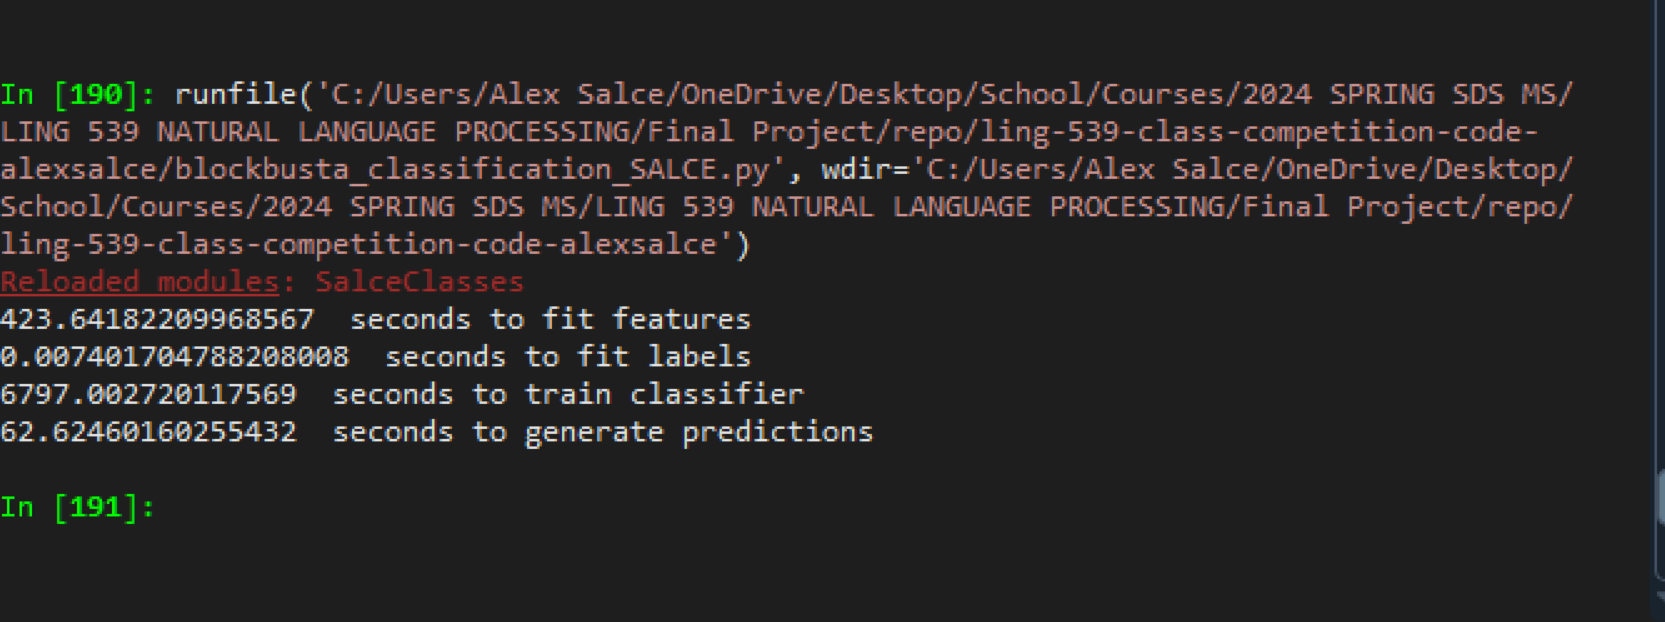 In [190]: runfile('C:/Users/Alex Salce/OneDrive/Desktop/School/Courses/2024 SPRING SDS MS/
LING 539 NATURAL LANGUAGE PROCESSING/Final Project/repo/ling-539-class-competition-code-
alexsalce/blockbusta_classification_SALCE.py', wdir='C:/Users/Alex Salce/OneDrive/Desktop/
School/Courses/2024 SPRING SDS MS/LING 539 NATURAL LANGUAGE PROCESSING/Final Project/repo/
ling-539-class-competition-code-alexsalce')
Reloaded modules: SalceClasses
423.64182209968567  seconds to fit features
0.007401704788208008  seconds to fit labels
6797.002720117569  seconds to train classifier
62.62460160255432  seconds to generate predictions
In [191]: